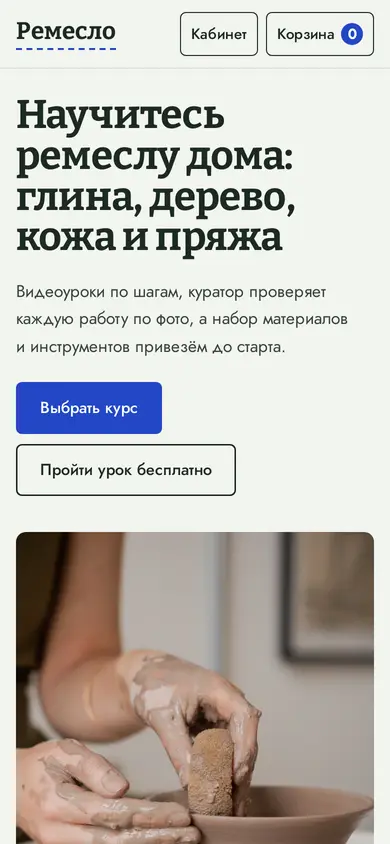 Ремесло
Кабинет
Корзина 0
Научитесь
ремеслу дома:
глина, дерево,
кожа и пряжа
Видеоуроки по шагам, куратор проверяет
каждую работу по фото, а набор материалов
и инструментов привезём до старта.
Выбрать курс
Пройти урок бесплатно